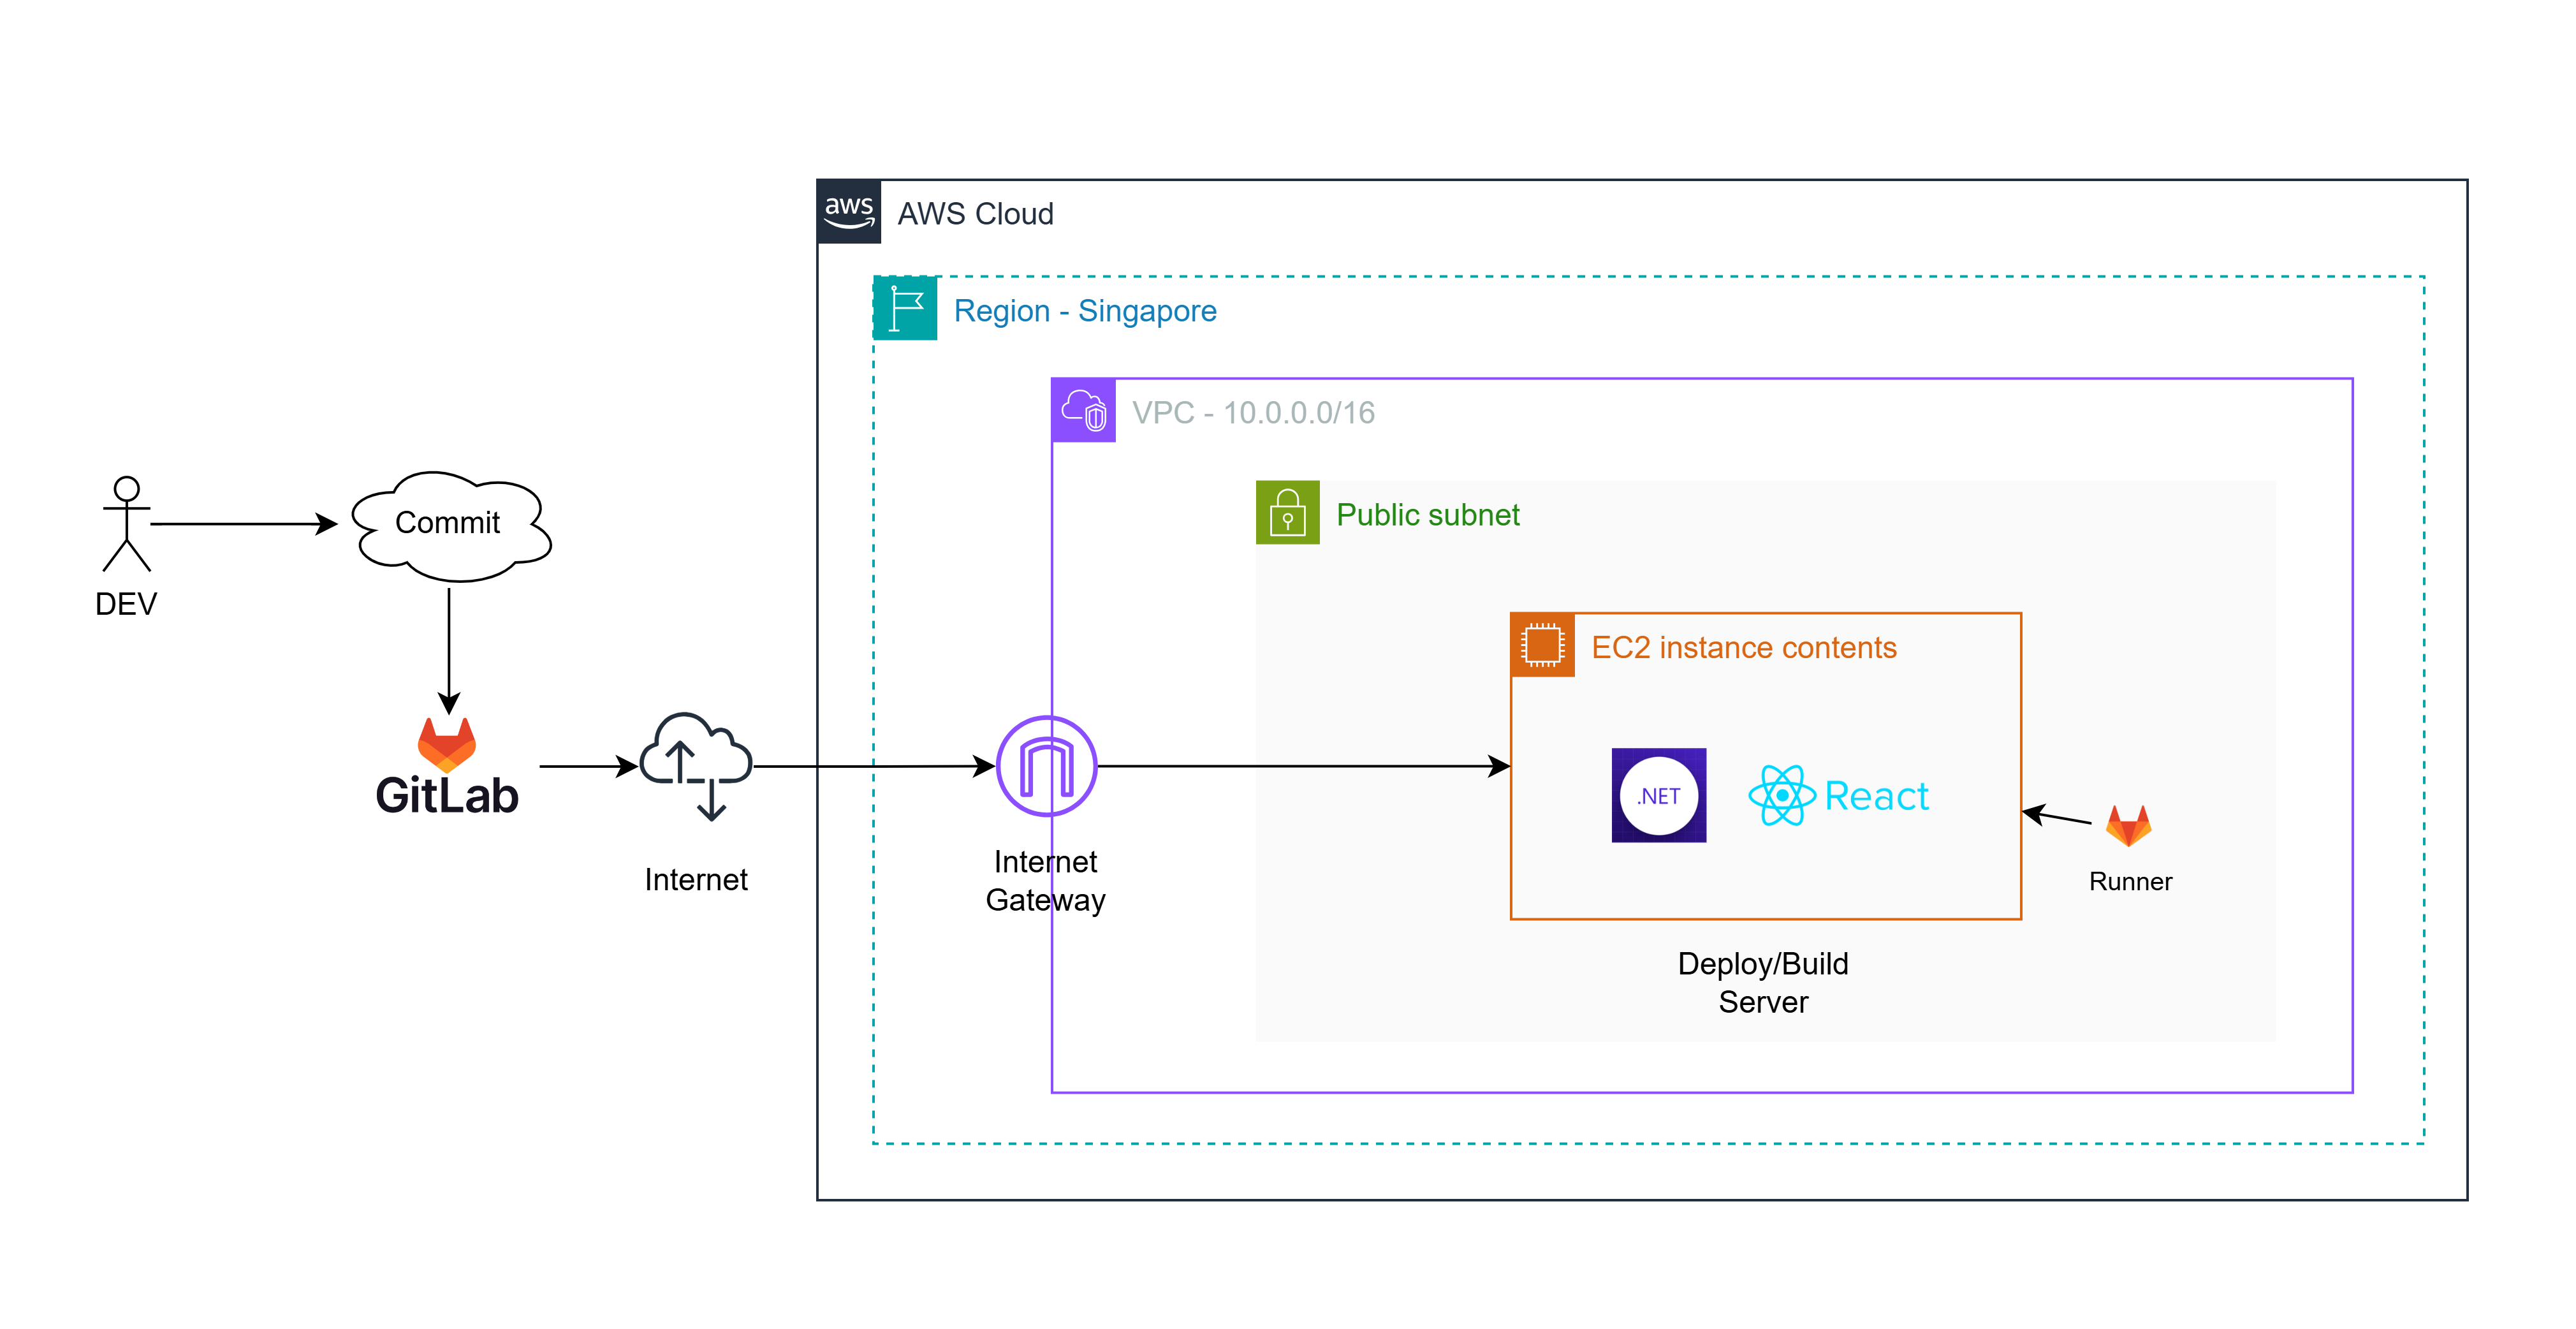 aws
AWS Cloud
Region - Singapore
VPC - 10.0.0.0/16
Public subnet
Commit
DEV
EC2 instance contents
GitLab
.NET
React
Internet
Internet
Gateway
Runner
Deploy/Build
Server